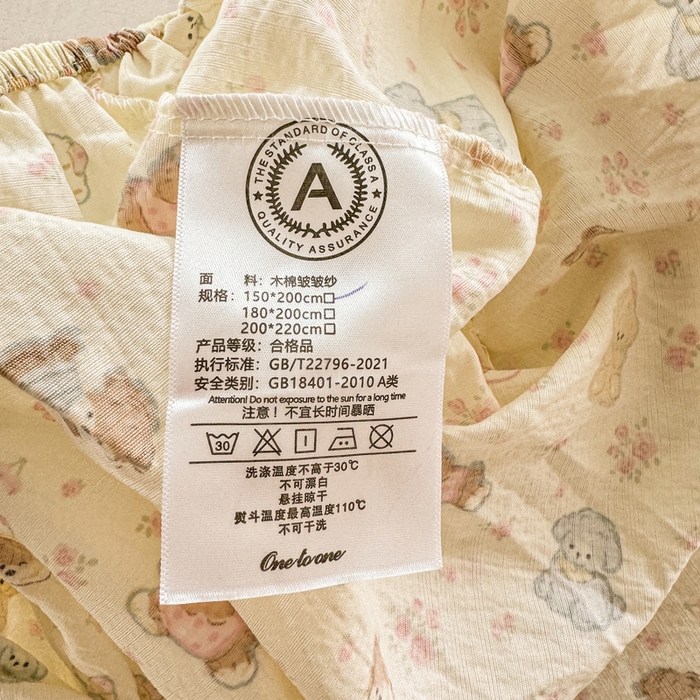 THE STANDARD OF CLASS A
A
QUALITY ASSURANCE
面 料：木棉皱皱纱
规格：150*200cm□
180*200cm□
200*220cm□
产品等级：合格品
执行标准：GB/T22796-2021
安全类别：GB18401-2010 A类
Attention! Do not exposure to the sun for a long time
注意！不宜长时间暴晒
30
洗涤温度不高于30℃
不可漂白
悬挂晾干
熨斗温度最高温度110℃
不可干洗
One to one